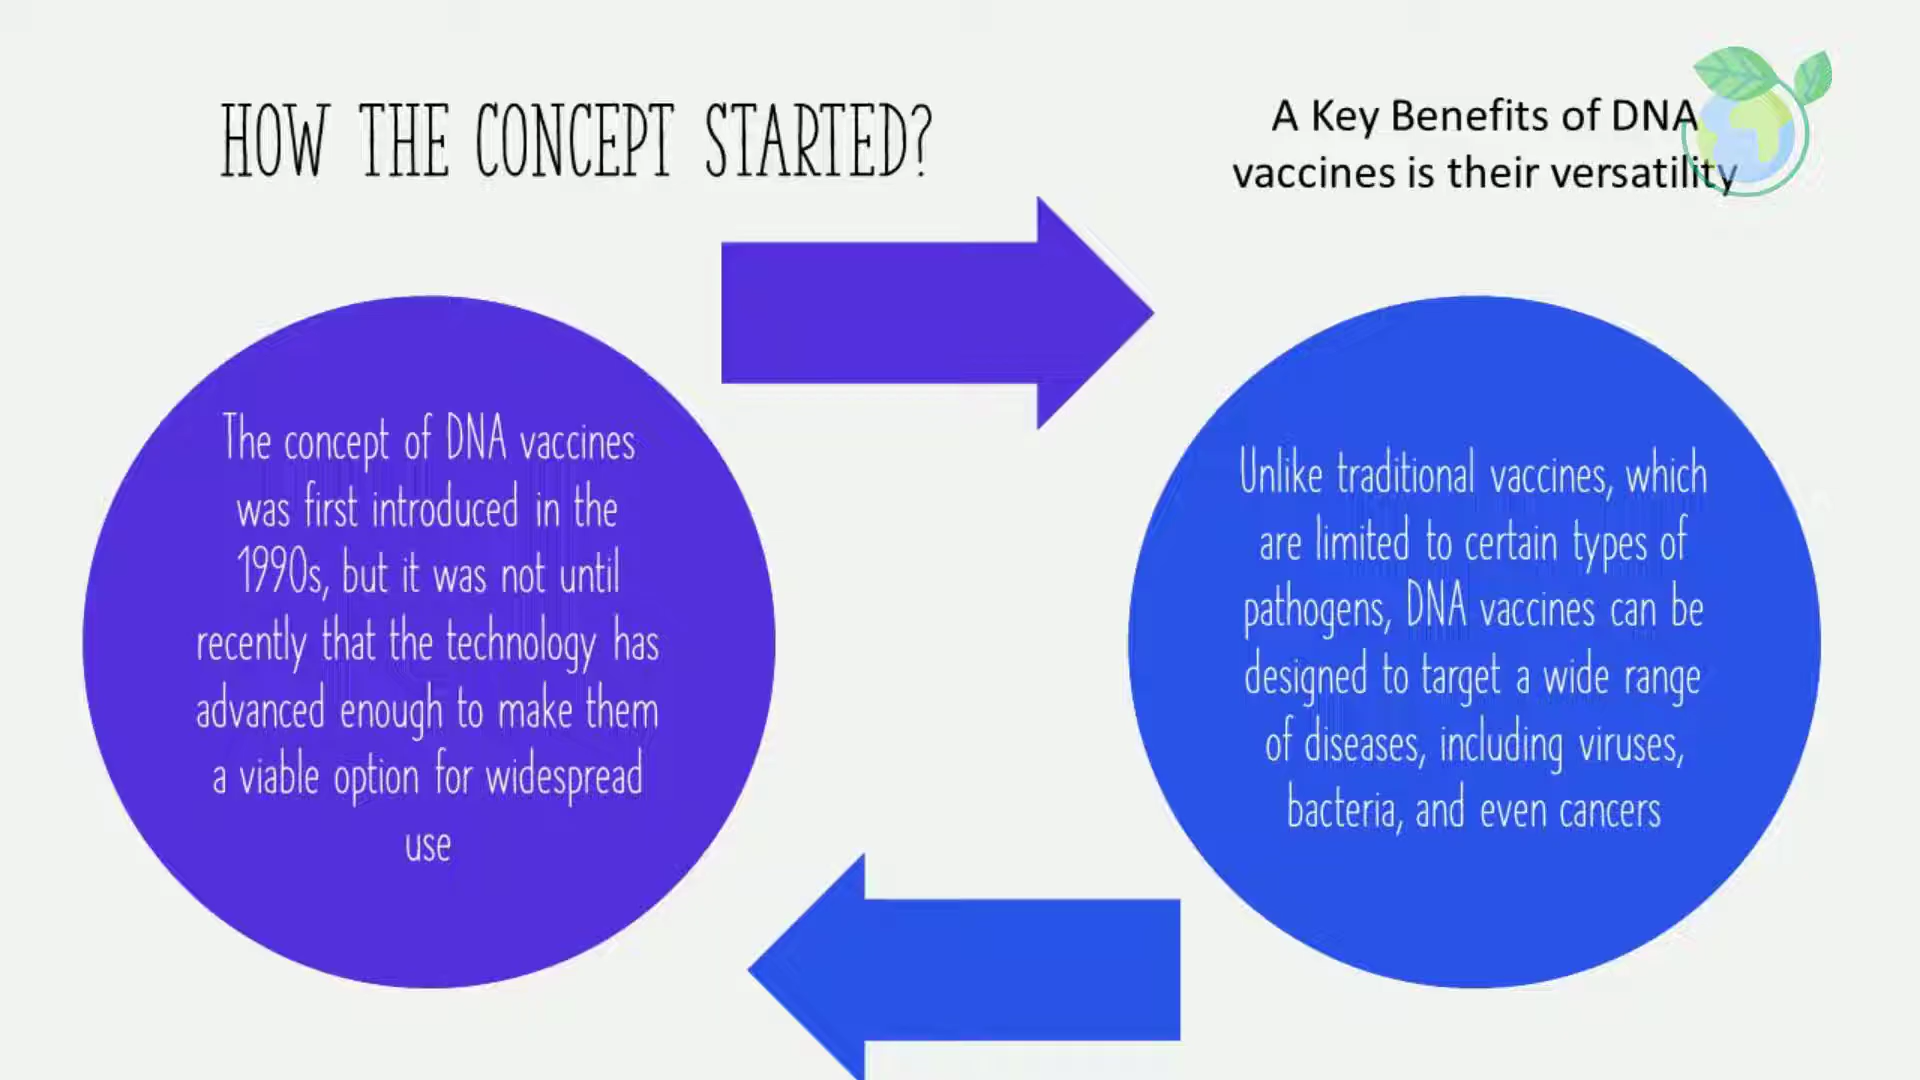 HOW THE CONCEPT STARTED?
A Key Benefits of DNA
vaccines is their versatility
The concept of DNA vaccines
was first introduced in the
1990s, but it was not until
recently that the technology has
advanced enough to make them
a viable option for widespread
use
Unlike traditional vaccines, which
are limited to certain types of
pathogens, DNA vaccines can be
designed to target a wide range
of diseases, including viruses,
bacteria, and even cancers